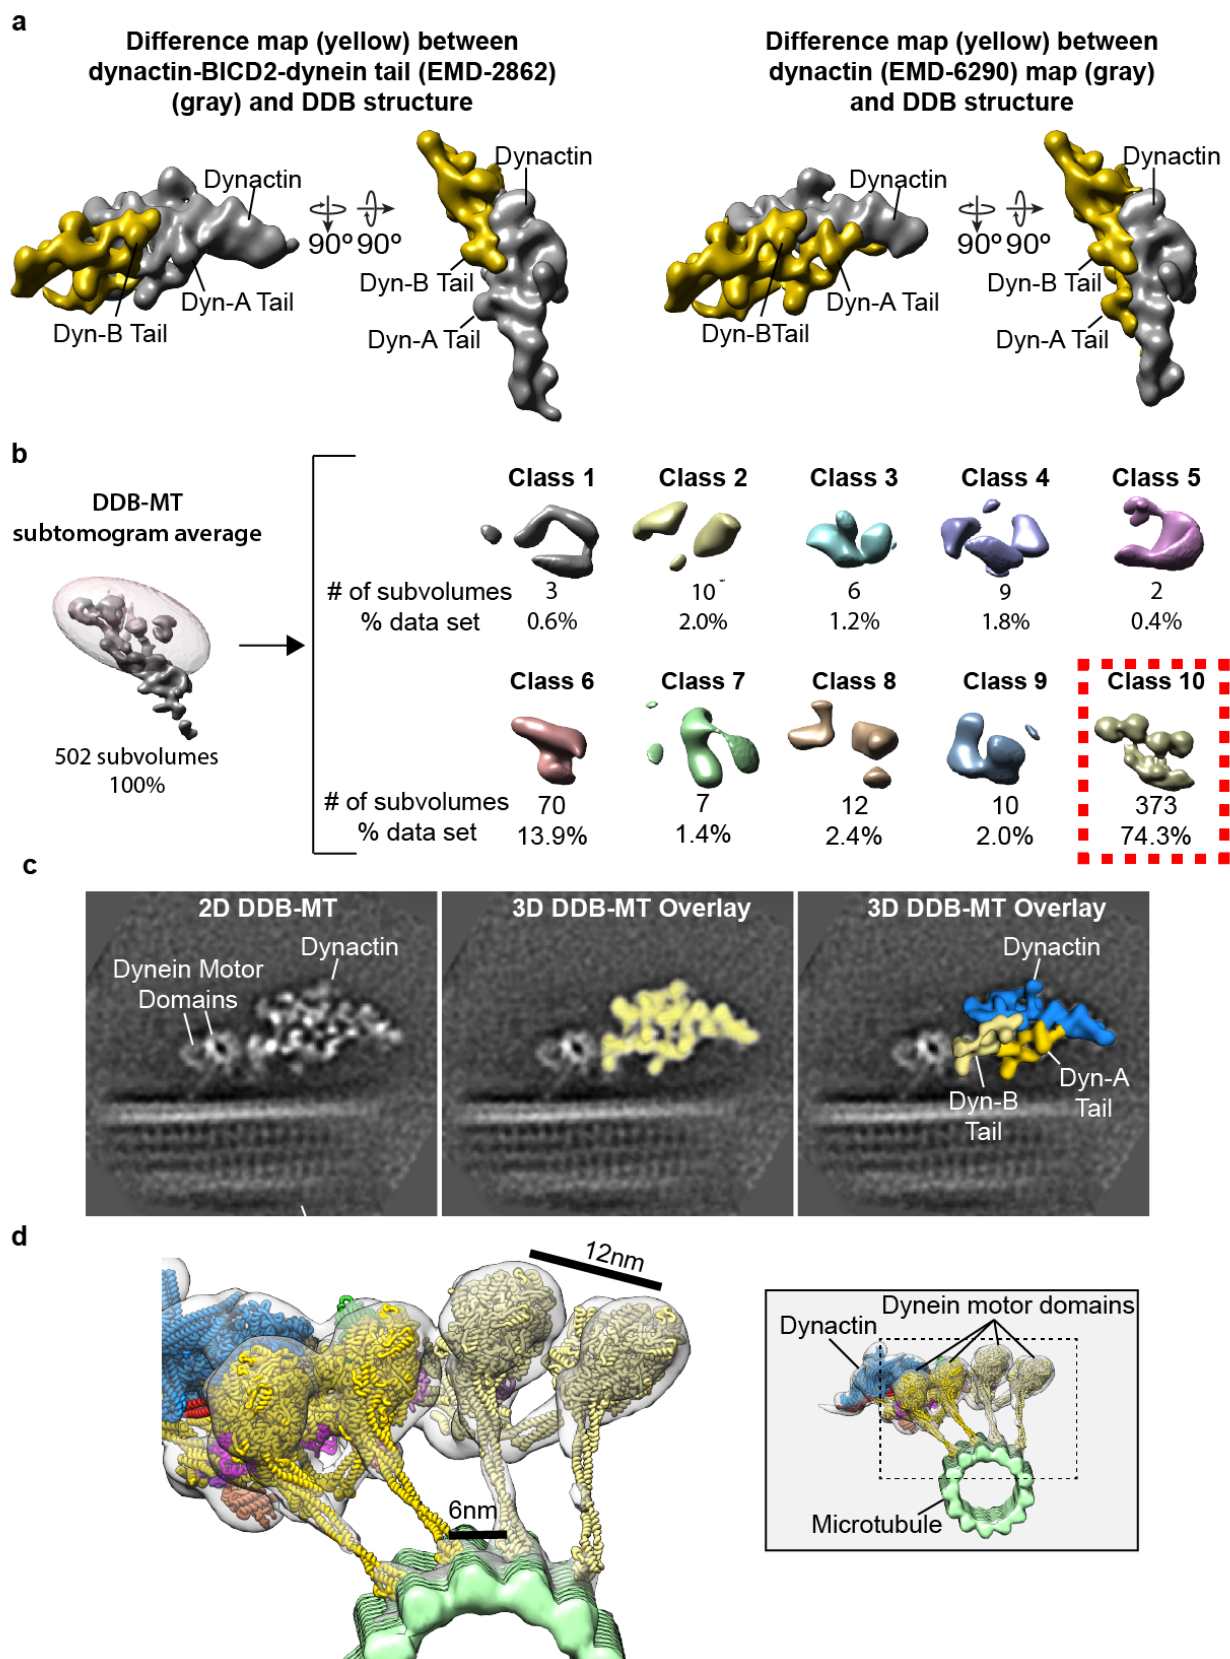 a
Difference map (yellow) between
dynactin-BICD2-dynein tail (EMD-2862)
(gray) and DDB structure
Dynactin
90º 90º
Dyn-A Tail
Dyn-B Tail
Dynactin
Dyn-B Tail
Dyn-A Tail
Difference map (yellow) between
dynactin (EMD-6290) map (gray)
and DDB structure
Dynactin
90º 90º
Dyn-A Tail
Dyn-BTail
Dynactin
Dyn-B Tail
Dyn-A Tail
b
DDB-MT
subtomogram average
502 subvolumes
100%
Class 1 Class 2 Class 3 Class 4 Class 5
# of subvolumes 3 10 6 9 2
% data set 0.6% 2.0% 1.2% 1.8% 0.4%
Class 6 Class 7 Class 8 Class 9 Class 10
# of subvolumes 70 7 12 10 373
% data set 13.9% 1.4% 2.4% 2.0% 74.3%
c
2D DDB-MT
Dynactin
Dynein Motor
Domains
3D DDB-MT Overlay
3D DDB-MT Overlay
Dynactin
Dyn-A
Tail
Dyn-B
Tail
d
12nm
6nm
Dynein motor domains
Dynactin
Microtubule